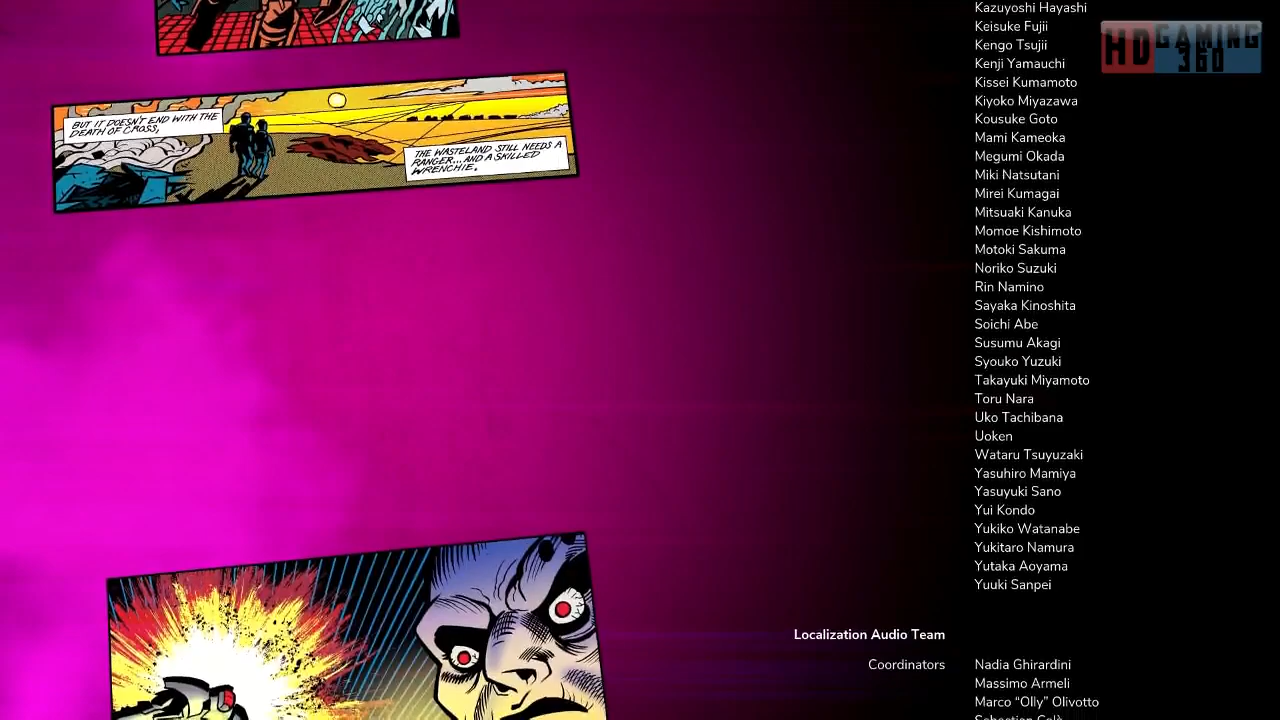 BUT IT DOESN'T END WITH THE
DEATH OF CROSS,
THE WASTELAND STILL NEEDS A
RANGER...AND A SKILLED
WRENCHIE.
HD GAMING
360
Kazuyoshi Hayashi
Keisuke Fujii
Kengo Tsujii
Kenji Yamauchi
Kissei Kumamoto
Kiyoko Miyazawa
Kousuke Goto
Mami Kameoka
Megumi Okada
Miki Natsutani
Mirei Kumagai
Mitsuaki Kanuka
Momoe Kishimoto
Motoki Sakuma
Noriko Suzuki
Rin Namino
Sayaka Kinoshita
Soichi Abe
Susumu Akagi
Syouko Yuzuki
Takayuki Miyamoto
Toru Nara
Uko Tachibana
Uoken
Wataru Tsuyuzaki
Yasuhiro Mamiya
Yasuyuki Sano
Yui Kondo
Yukiko Watanabe
Yukitaro Namura
Yutaka Aoyama
Yuuki Sanpei
Localization Audio Team
Coordinators Nadia Ghirardini
Massimo Armeli
Marco “Olly” Olivotto